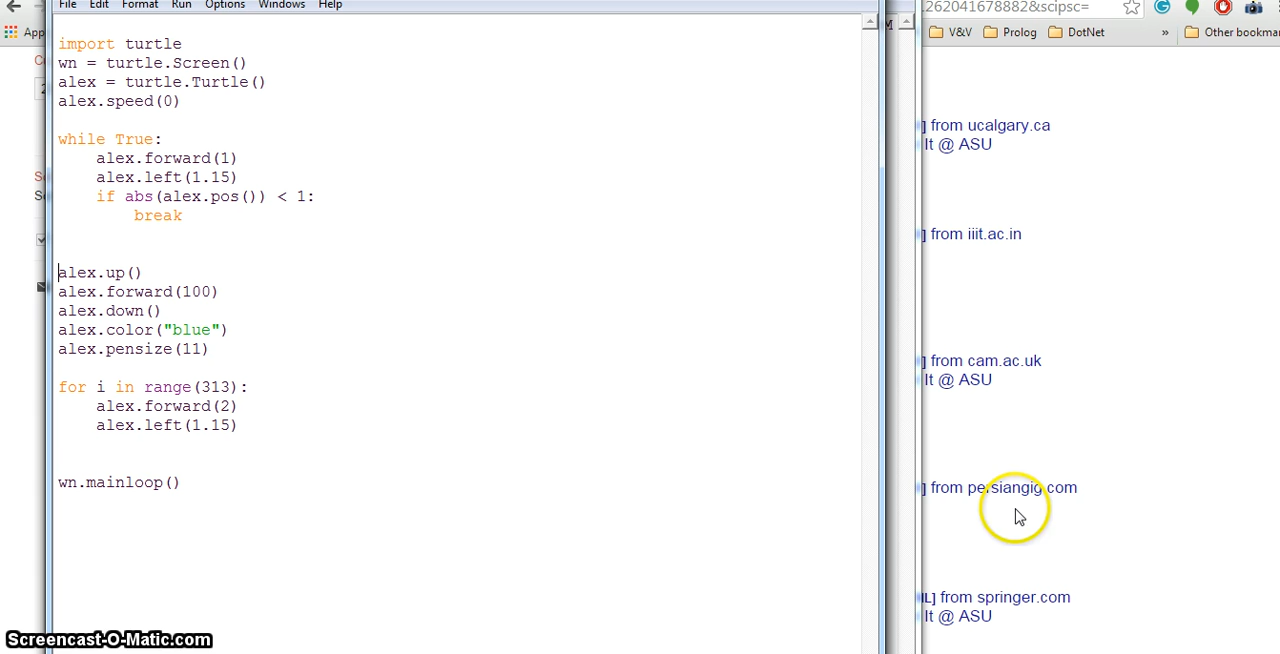 File Edit Format Run Options Windows Help
262041678882&scipsc=
App
V&V Prolog DotNet » Other bookma
import turtle
wn = turtle.Screen()
alex = turtle.Turtle()
alex.speed(0)
while True:
    alex.forward(1)
    alex.left(1.15)
    if abs(alex.pos()) < 1:
        break
alex.up()
alex.forward(100)
alex.down()
alex.color("blue")
alex.pensize(11)
for i in range(313):
    alex.forward(2)
    alex.left(1.15)
wn.mainloop()
] from ucalgary.ca
It @ ASU
] from iiit.ac.in
] from cam.ac.uk
It @ ASU
] from persiangig.com
L] from springer.com
It @ ASU
Screencast-O-Matic.com